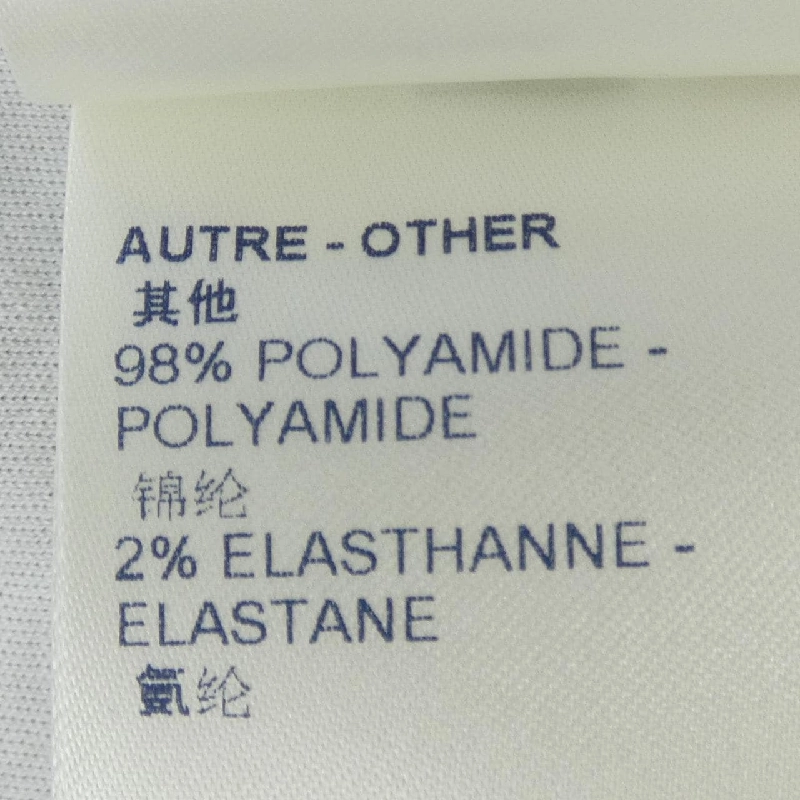 AUTRE - OTHER
其他
98% POLYAMIDE -
POLYAMIDE
锦纶
2% ELASTHANNE -
ELASTANE
氨纶